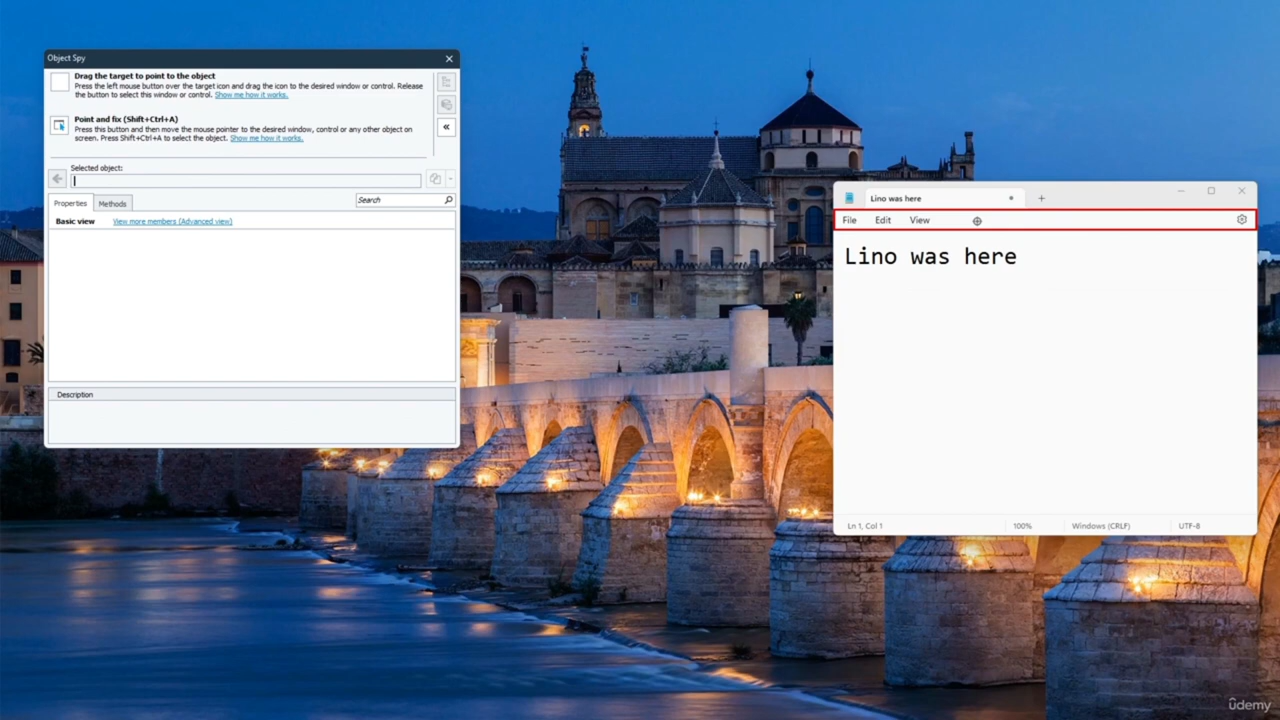 Object Spy
Drag the target to point to the object
Press the left mouse button over the target icon and drag the icon to the desired window or control. Release
the button to select this window or control. Show me how it works.
Point and fix (Shift+Ctrl+A)
Press this button and then move the mouse pointer to the desired window, control or any other object on
screen. Press Shift+Ctrl+A to select the object. Show me how it works.
Selected object:
Properties Methods Search
Basic view View more members (Advanced view)
Description
Lino was here
File Edit View
Lino was here
Ln 1, Col 1 100% Windows (CRLF) UTF-8
ûdemy